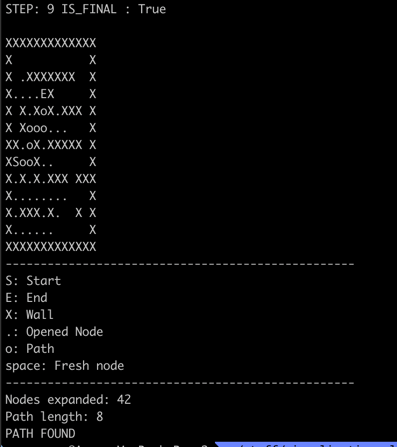 STEP: 9 IS_FINAL : True
XXXXXXXXXXXXX
X           X
X .XXXXXXX  X
X....EX     X
X X.XoX.XXX X
X Xooo...   X
XX.oX.XXXXX X
XSooX..     X
X.X.X.XXX XXX
X........   X
X.XXX.X.  X X
X......     X
XXXXXXXXXXXXX
--------------------------------------------------
S: Start
E: End
X: Wall
.: Opened Node
o: Path
space: Fresh node
--------------------------------------------------
Nodes expanded: 42
Path length: 8
PATH FOUND